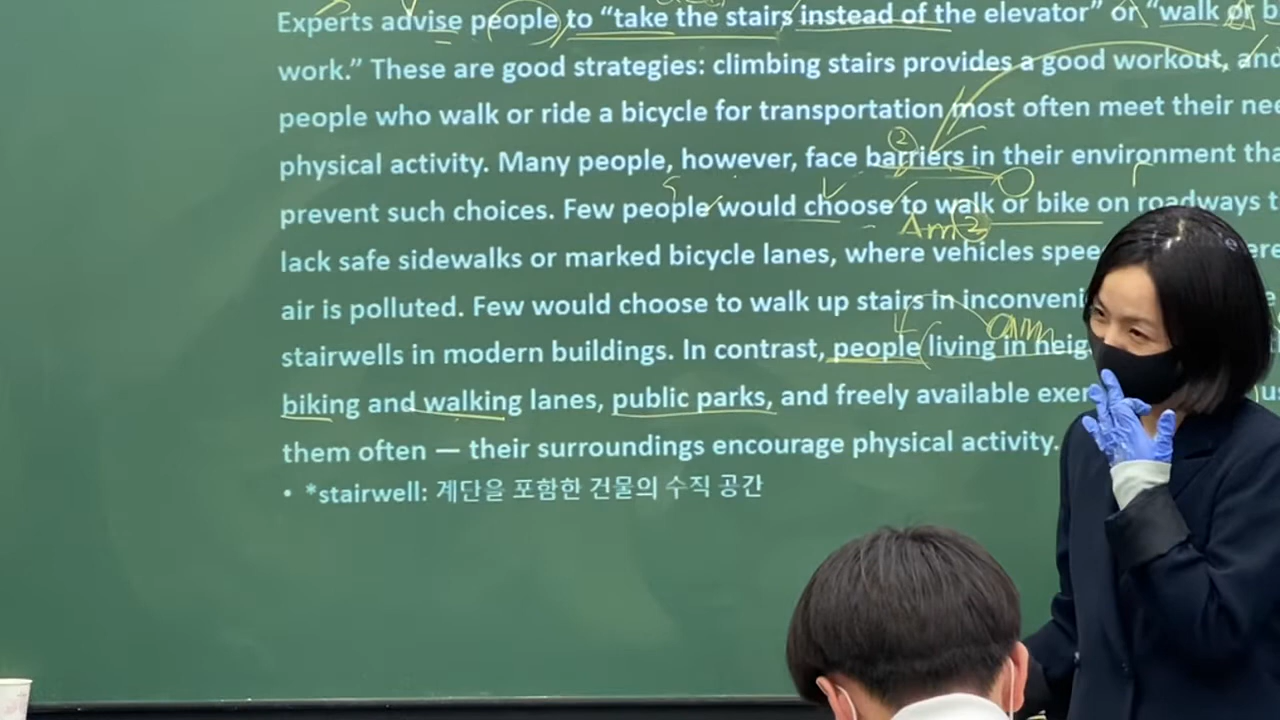 Experts advise people to “take the stairs instead of the elevator” or “walk or b
work.” These are good strategies: climbing stairs provides a good workout, and
people who walk or ride a bicycle for transportation most often meet their nee
physical activity. Many people, however, face barriers in their environment tha
prevent such choices. Few people would choose to walk or bike on roadways t
lack safe sidewalks or marked bicycle lanes, where vehicles spee
air is polluted. Few would choose to walk up stairs in inconveni
stairwells in modern buildings. In contrast, people living in neig
biking and walking lanes, public parks, and freely available exer
them often — their surroundings encourage physical activity.
• *stairwell: 계단을 포함한 건물의 수직 공간